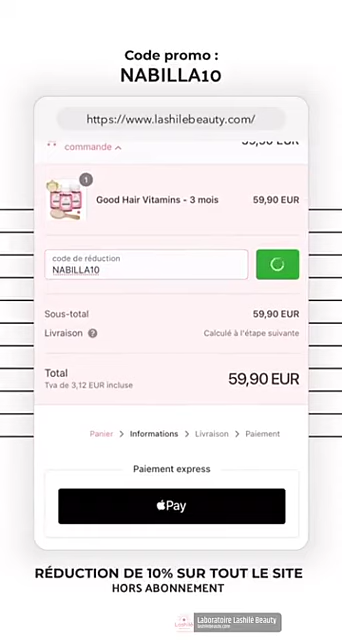 Code promo :
NABILLA10
https://www.lashilebeauty.com/
commande
59,90 EUR
1
Good Hair Vitamins - 3 mois 59,90 EUR
code de réduction
NABILLA10
Sous-total 59,90 EUR
Livraison ? Calculé à l'étape suivante
Total 59,90 EUR
Tva de 3,12 EUR incluse
Panier > Informations > Livraison > Paiement
Paiement express
Pay
RÉDUCTION DE 10% SUR TOUT LE SITE
HORS ABONNEMENT
Laboratoire Lashilé Beauty